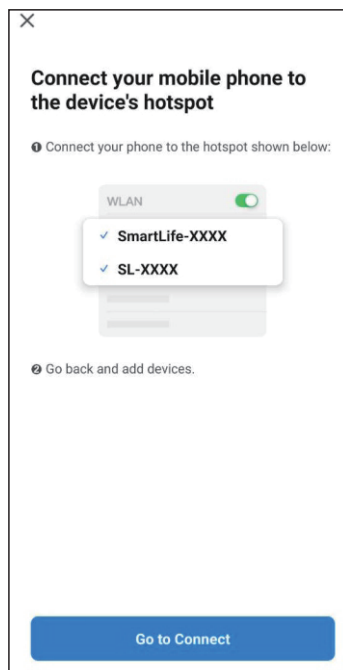 Connect your mobile phone to
the device's hotspot
❶ Connect your phone to the hotspot shown below:
WLAN
SmartLife-XXXX
SL-XXXX
❷ Go back and add devices.
Go to Connect